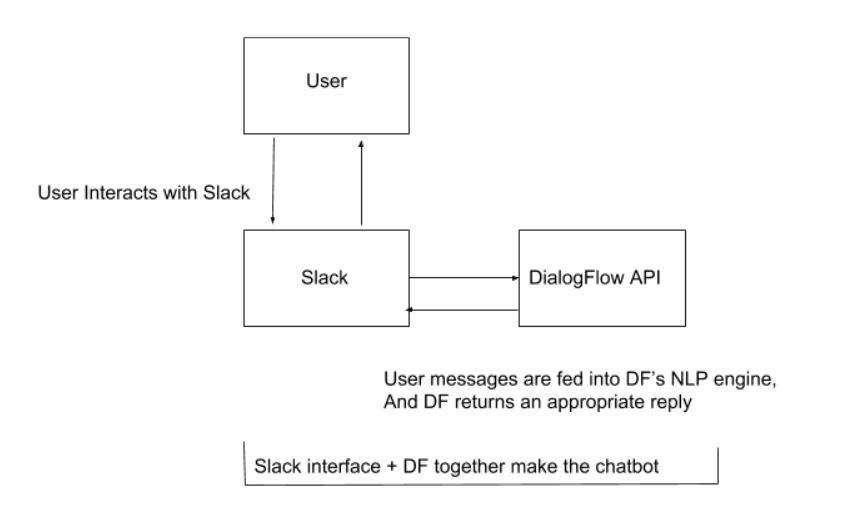 User
User Interacts with Slack
Slack
DialogFlow API
User messages are fed into DF's NLP engine,
And DF returns an appropriate reply
Slack interface + DF together make the chatbot